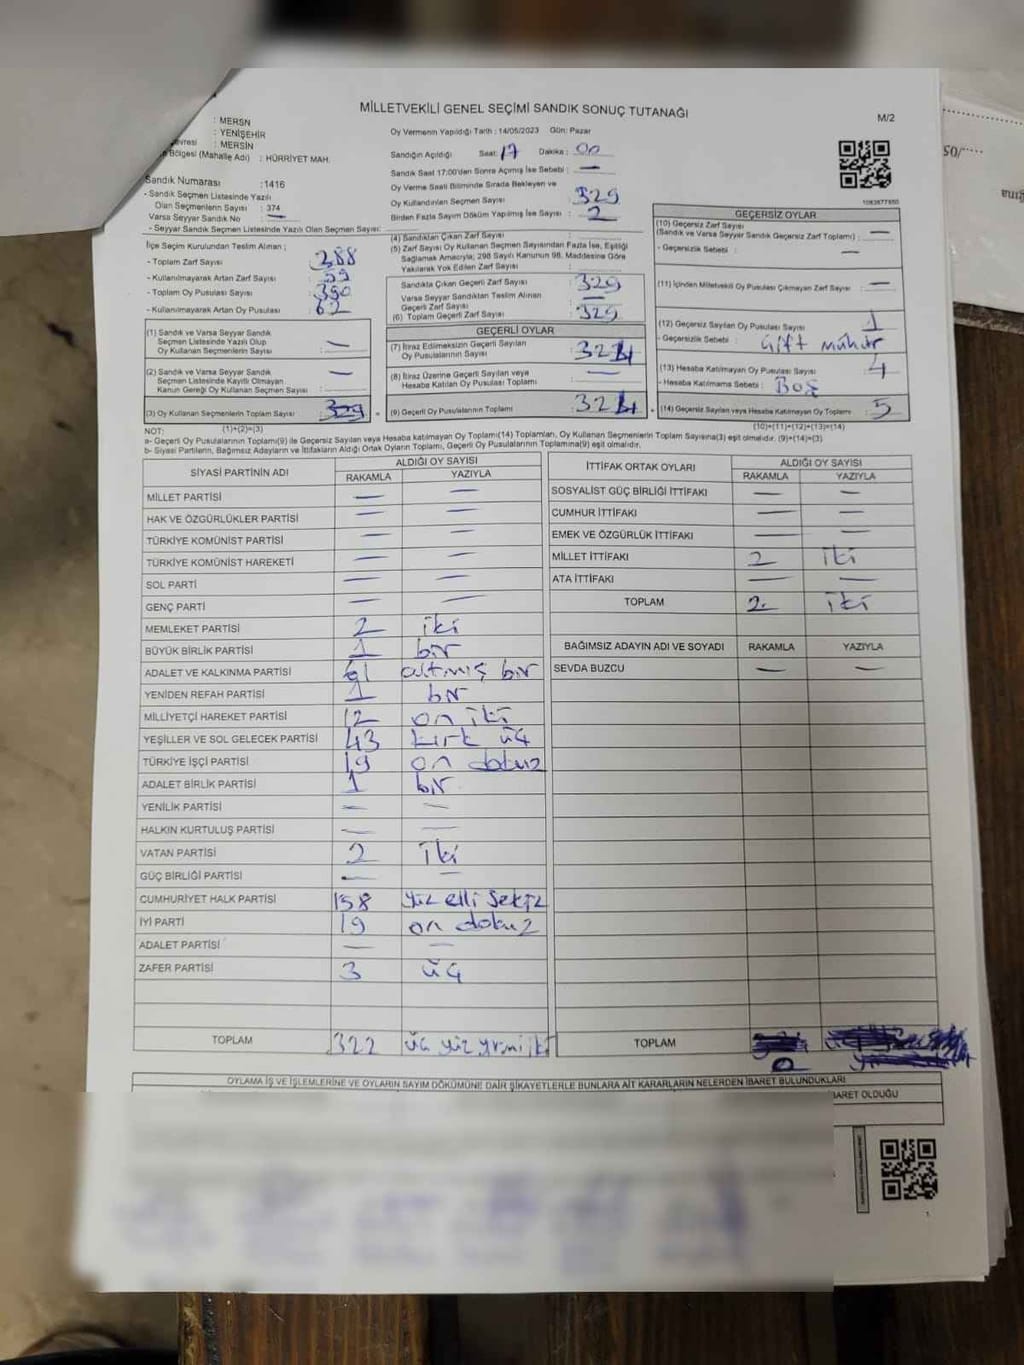 MİLLETVEKİLİ GENEL SEÇİMİ SANDIK SONUÇ TUTANAĞI
M/2
: MERSN
: YENİŞEHİR
: MERSİN
Bölgesi (Mahalle Adı) : HÜRRİYET MAH.
Sandık Numarası :1416
- Sandık Seçmen Listesinde Yazılı
Olan Seçmenlerin Sayısı : 374
Varsa Seyyar Sandık No : —
- Seyyar Sandık Seçmen Listesinde Yazılı Olan Seçmen Sayısı:
Oy Vermenin Yapıldığı Tarih : 14/05/2023 Gün: Pazar
Sandığın Açıldığı Saat: 17 Dakika : 00
Sandık Saat 17:00'den Sonra Açılmış İse Sebebi : —
Oy Verme Saati Bitiminde Sırada Bekleyen ve
Oy Kullandırılan Seçmen Sayısı : 329
Birden Fazla Sayım Döküm Yapılmış İse Sayısı : 2
İlçe Seçim Kurulundan Teslim Alınan ;
- Toplam Zarf Sayısı : 388
- Kullanılmayarak Artan Zarf Sayısı : 59
- Toplam Oy Pusulası Sayısı : 390
- Kullanılmayarak Artan Oy Pusulası : 62
(1) Sandık ve Varsa Seyyar Sandık
Seçmen Listesinde Yazılı Olup
Oy Kullanan Seçmenlerin Sayısı : —
(2) Sandık ve Varsa Seyyar Sandık
Seçmen Listesinde Kayıtlı Olmayan
Kanun Gereği Oy Kullanan Seçmen Sayısı : —
(3) Oy Kullanan Seçmenlerin Toplam Sayısı : 329
(1)+(2)=(3)
(4) Sandıktan Çıkan Zarf Sayısı :
(5) Zarf Sayısı Oy Kullanan Seçmen Sayısından Fazla İse, Eşitliği
Sağlamak Amacıyla; 298 Sayılı Kanunun 98. Maddesine Göre
Yakılarak Yok Edilen Zarf Sayısı :
Sandıkta Çıkan Geçerli Zarf Sayısı : 329
Varsa Seyyar Sandıktan Teslim Alınan
Geçerli Zarf Sayısı : —
(6) Toplam Geçerli Zarf Sayısı : 329
GEÇERLİ OYLAR
(7) İtiraz Edilmeksizin Geçerli Sayılan
Oy Pusulalarının Sayısı : 324
(8) İtiraz Üzerine Geçerli Sayılan veya
Hesaba Katılan Oy Pusulası Toplamı : —
(9) Geçerli Oy Pusulalarının Toplamı : 324
GEÇERSİZ OYLAR
(10) Geçersiz Zarf Sayısı
(Sandık ve Varsa Seyyar Sandık Geçersiz Zarf Toplamı) : —
- Geçersizlik Sebebi : —
(11) İçinden Milletvekili Oy Pusulası Çıkmayan Zarf Sayısı : —
(12) Geçersiz Sayılan Oy Pusulası Sayısı : 1
- Geçersizlik Sebebi : Çift mühür
(13) Hesaba Katılmayan Oy Pusulası Sayısı : 4
- Hesaba Katılmama Sebebi : Boş
(14) Geçersiz Sayılan veya Hesaba Katılmayan Oy Toplamı : 5
(10)+(11)+(12)+(13)=(14)
NOT:
a- Geçerli Oy Pusulalarının Toplamı(9) ile Geçersiz Sayılan veya Hesaba katılmayan Oy Toplamı(14) Toplamları, Oy Kullanan Seçmenlerin Toplam Sayısına(3) eşit olmalıdır. (9)+(14)=(3)
b- Siyasi Partilerin, Bağımsız Adayların ve İttifakların Aldığı Ortak Oyların Toplamı, Geçerli Oy Pusulalarının Toplamına(9) eşit olmalıdır.
SİYASİ PARTİNİN ADI ALDIĞI OY SAYISI
RAKAMLA YAZIYLA
MİLLET PARTİSİ — —
HAK VE ÖZGÜRLÜKLER PARTİSİ — —
TÜRKİYE KOMÜNİST PARTİSİ — —
TÜRKİYE KOMÜNİST HAREKETİ — —
SOL PARTİ — —
GENÇ PARTİ — —
MEMLEKET PARTİSİ 2 iki
BÜYÜK BİRLİK PARTİSİ 1 bir
ADALET VE KALKINMA PARTİSİ 61 altmış bir
YENİDEN REFAH PARTİSİ 1 bir
MİLLİYETÇİ HAREKET PARTİSİ 12 on iki
YEŞİLLER VE SOL GELECEK PARTİSİ 43 kırk üç
TÜRKİYE İŞÇİ PARTİSİ 19 on dokuz
ADALET BİRLİK PARTİSİ 1 bir
YENİLİK PARTİSİ — —
HALKIN KURTULUŞ PARTİSİ — —
VATAN PARTİSİ 2 iki
GÜÇ BİRLİĞİ PARTİSİ — —
CUMHURİYET HALK PARTİSİ 158 yüz elli sekiz
İYİ PARTİ 19 on dokuz
ADALET PARTİSİ — —
ZAFER PARTİSİ 3 üç
TOPLAM 322 üç yüz yirmi iki
İTTİFAK ORTAK OYLARI ALDIĞI OY SAYISI
RAKAMLA YAZIYLA
SOSYALİST GÜÇ BİRLİĞİ İTTİFAKI — —
CUMHUR İTTİFAKI — —
EMEK VE ÖZGÜRLÜK İTTİFAKI — —
MİLLET İTTİFAKI 2 iki
ATA İTTİFAKI — —
TOPLAM 2 iki
BAĞIMSIZ ADAYIN ADI VE SOYADI RAKAMLA YAZIYLA
SEVDA BUZCU — —
TOPLAM 0
OYLAMA İŞ VE İŞLEMLERİNE VE OYLARIN SAYIM DÖKÜMÜNE DAİR ŞİKAYETLERLE BUNLARA AİT KARARLARIN NELERDEN İBARET BULUNDUKLARI
BARET OLDUĞU